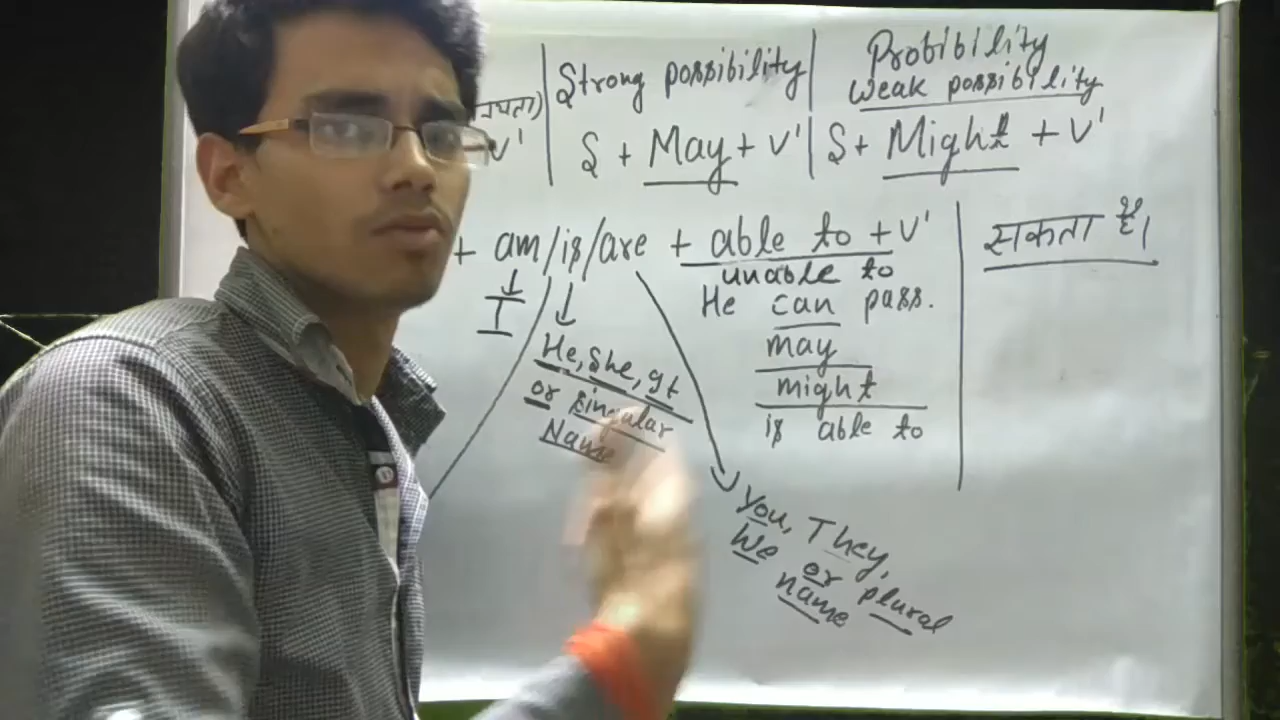 Strong possibility
Probibility
weak possibility
V'
S + May + V'
S + Might + V'
+ am/is/are + able to + V'
unable to
I
He, She, It
or singular
Name
He can pass.
may
might
is able to
You, They,
We or plural
name
सकता है।